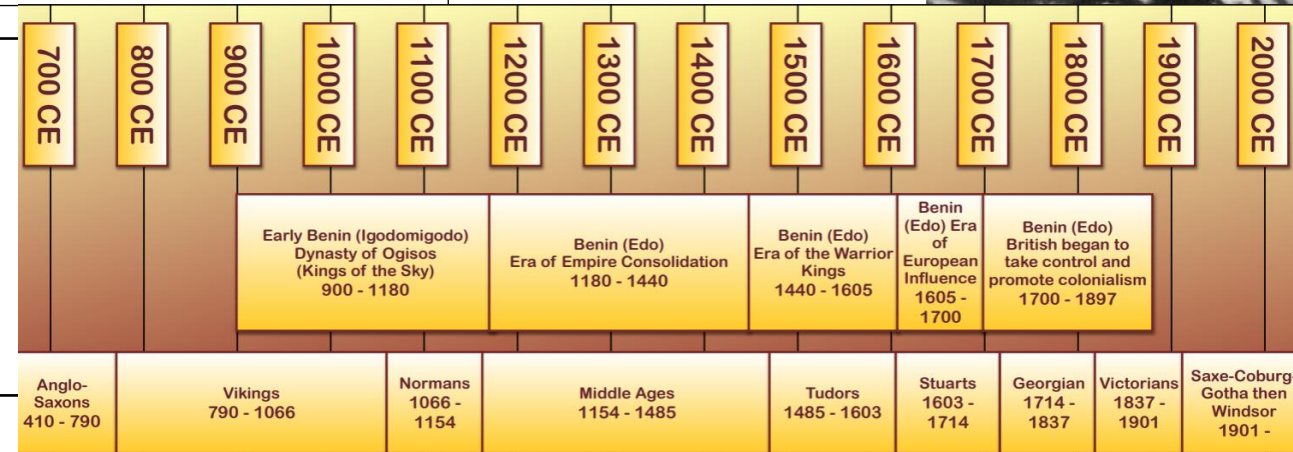 700 CE
800 CE
900 CE
1000 CE
1100 CE
1200 CE
1300 CE
1400 CE
1500 CE
1600 CE
1700 CE
1800 CE
1900 CE
2000 CE
Early Benin (Igodomigodo)
Dynasty of Ogisos
(Kings of the Sky)
900 - 1180
Benin (Edo)
Era of Empire Consolidation
1180 - 1440
Benin (Edo)
Era of the Warrior
Kings
1440 - 1605
Benin
(Edo) Era
of
European
Influence
1605 -
1700
Benin (Edo)
British began to
take control and
promote colonialism
1700 - 1897
Anglo-
Saxons
410 - 790
Vikings
790 - 1066
Normans
1066 -
1154
Middle Ages
1154 - 1485
Tudors
1485 - 1603
Stuarts
1603 -
1714
Georgian
1714 -
1837
Victorians
1837 -
1901
Saxe-Coburg-
Gotha then
Windsor
1901 -